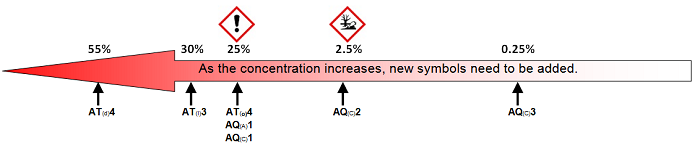 55% 30% 25% 2.5% 0.25%
As the concentration increases, new symbols need to be added.
AT(d)4 AT(i)3 AT(o)4 AQ(C)2 AQ(C)3
AQ(A)1
AQ(C)1